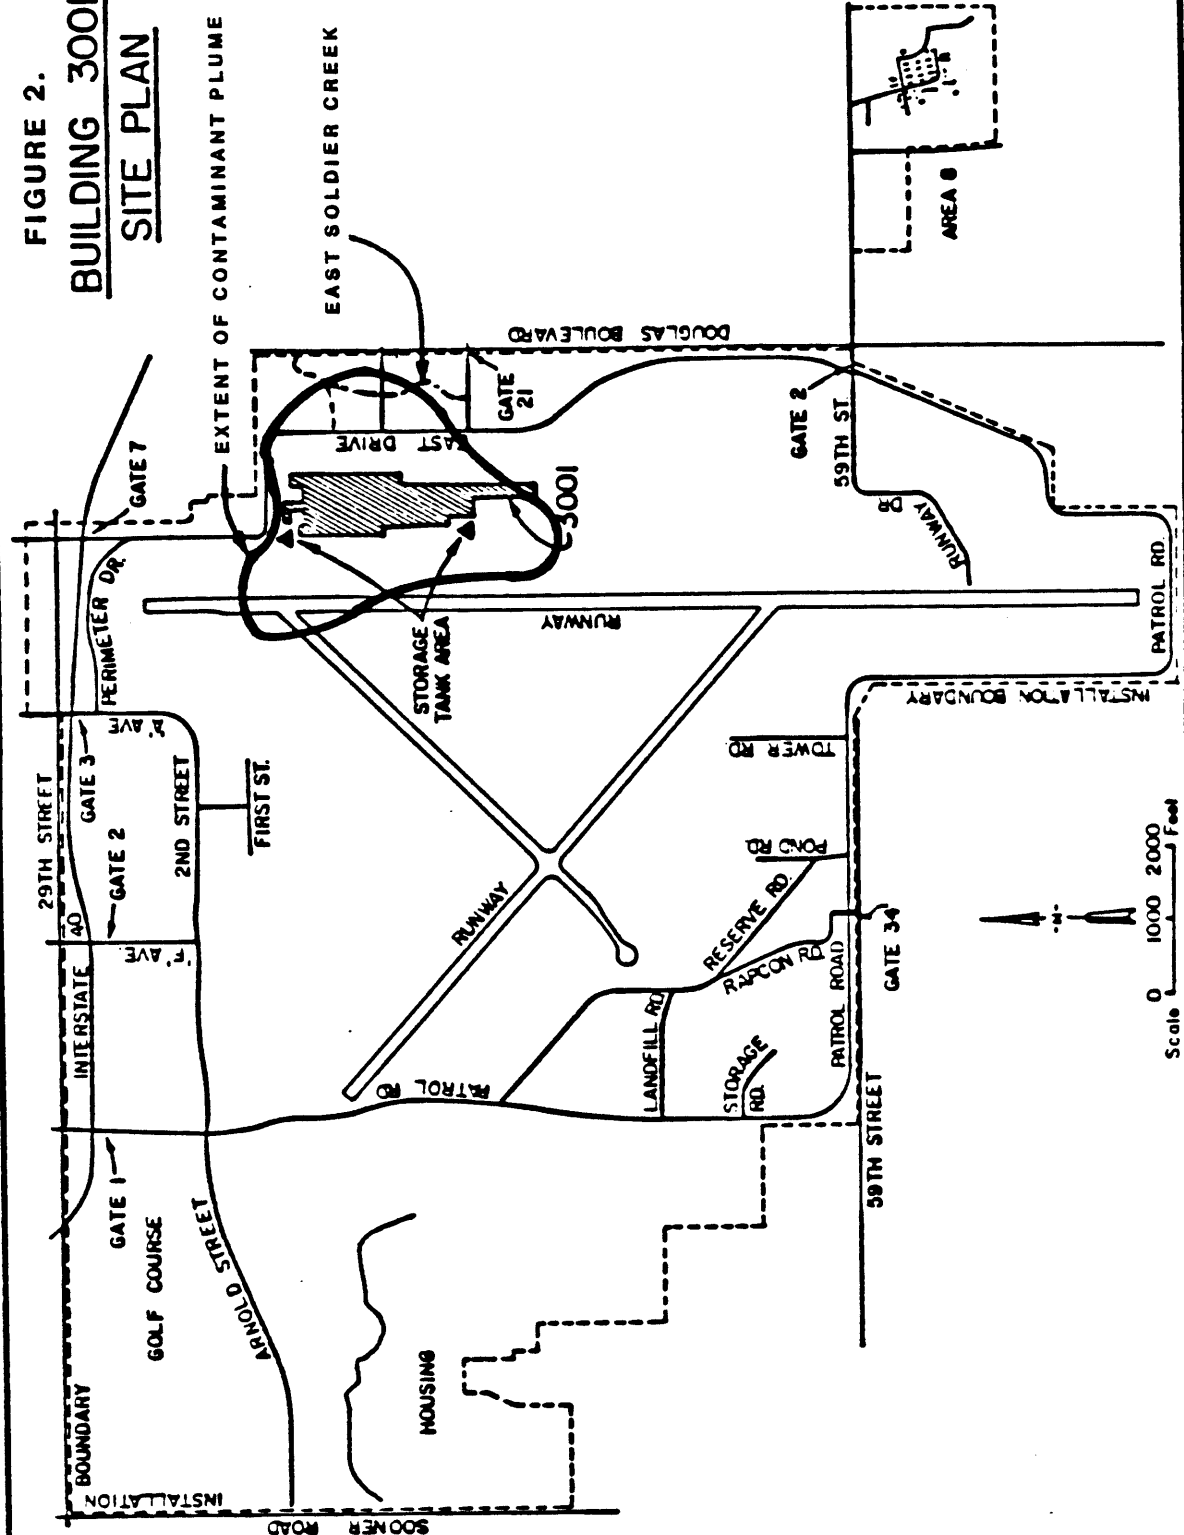 FIGURE 2.
BUILDING 3001
SITE PLAN
EXTENT OF CONTAMINANT PLUME
EAST SOLDIER CREEK
29TH STREET
INTERSTATE 40
GATE 1
GATE 2
GATE 3
GATE 7
PERIMETER DR.
'A' AVE
'F' AVE.
2ND STREET
FIRST ST.
GOLF COURSE
ARNOLD STREET
BOUNDARY
INSTALLATION
SOONER ROAD
HOUSING
EAST DRIVE
DOUGLAS BOULEVARD
GATE
21
3001
STORAGE
TANK AREA
RUNWAY
RUNWAY
PATROL RD
LANDFILL RD
STORAGE
RD.
RESERVE RD.
RAPCON RD.
POND RD.
TOWER RD
PATROL ROAD
GATE 34
59TH STREET
GATE 2
59TH ST.
RUNWAY DR
PATROL RD.
INSTALLATION BOUNDARY
AREA B
N
0 1000 2000
Scale Feet